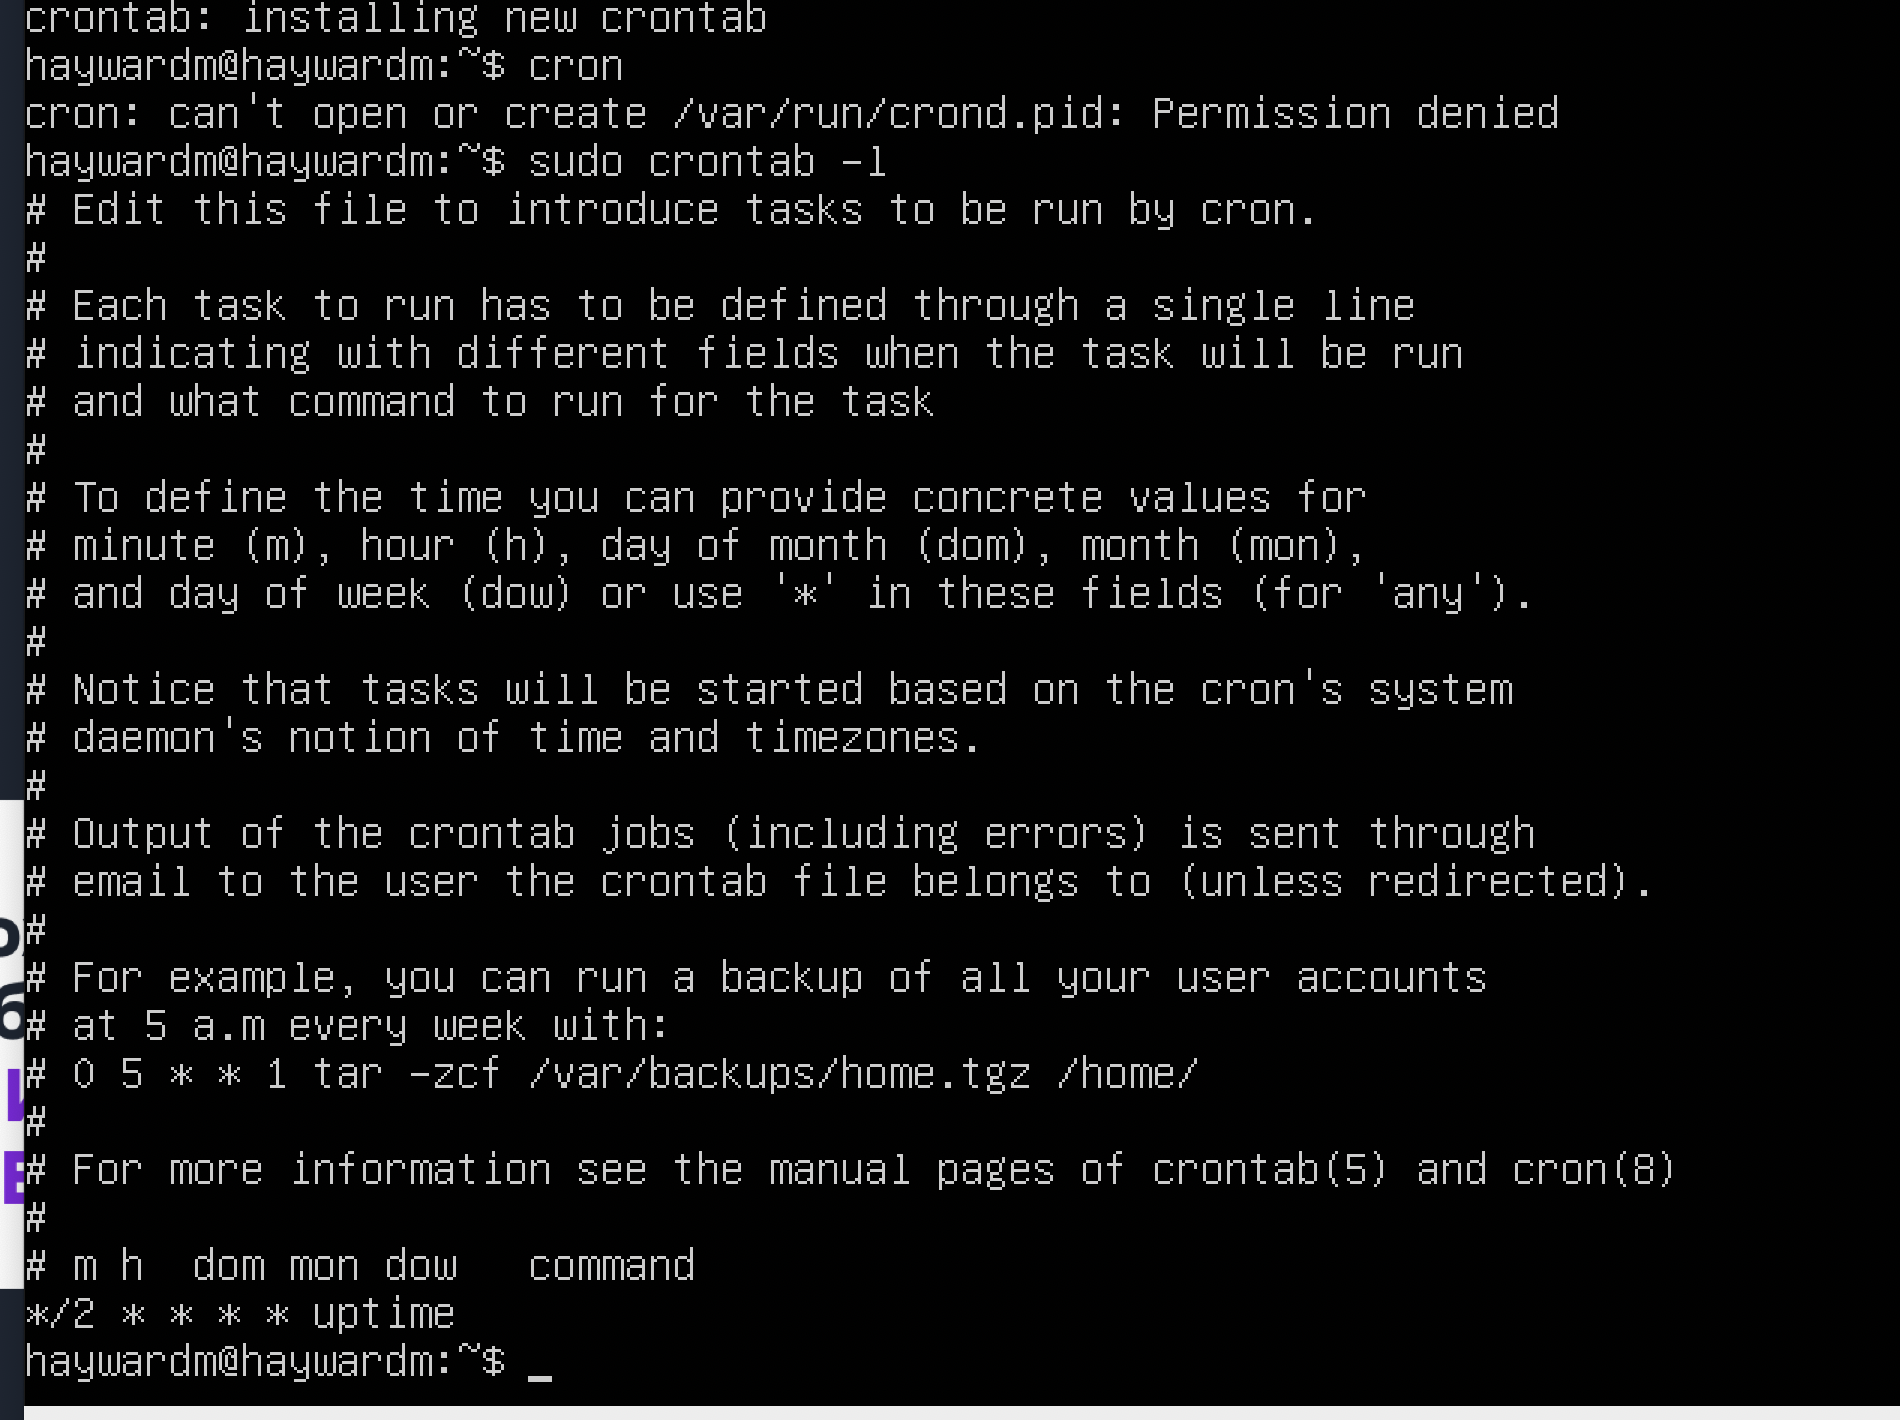 crontab: installing new crontab
haywardm@haywardm:~$ cron
cron: can't open or create /var/run/crond.pid: Permission denied
haywardm@haywardm:~$ sudo crontab -l
# Edit this file to introduce tasks to be run by cron.
#
# Each task to run has to be defined through a single line
# indicating with different fields when the task will be run
# and what command to run for the task
#
# To define the time you can provide concrete values for
# minute (m), hour (h), day of month (dom), month (mon),
# and day of week (dow) or use '*' in these fields (for 'any').
#
# Notice that tasks will be started based on the cron's system
# daemon's notion of time and timezones.
#
# Output of the crontab jobs (including errors) is sent through
# email to the user the crontab file belongs to (unless redirected).
#
# For example, you can run a backup of all your user accounts
# at 5 a.m every week with:
# 0 5 * * 1 tar -zcf /var/backups/home.tgz /home/
#
# For more information see the manual pages of crontab(5) and cron(8)
#
# m h  dom mon dow   command
*/2 * * * * uptime
haywardm@haywardm:~$ _